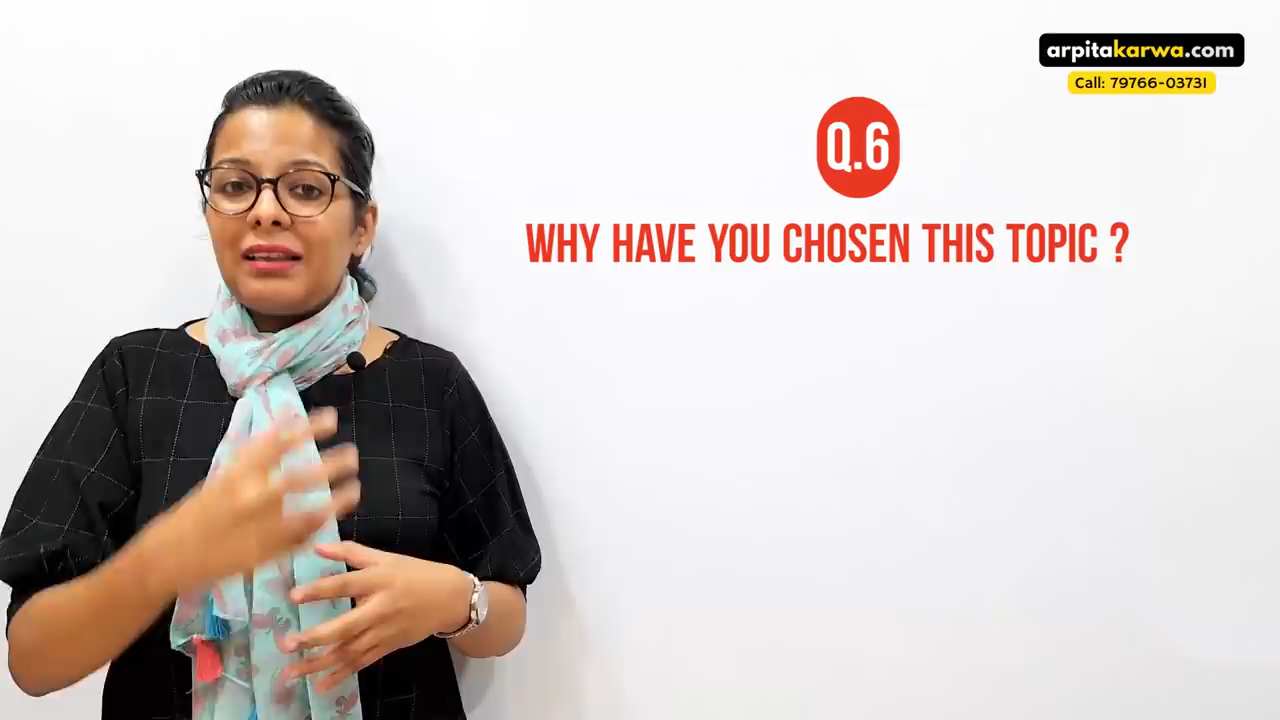 arpitakarwa.com
Call: 79766-03731
Q.6
WHY HAVE YOU CHOSEN THIS TOPIC ?